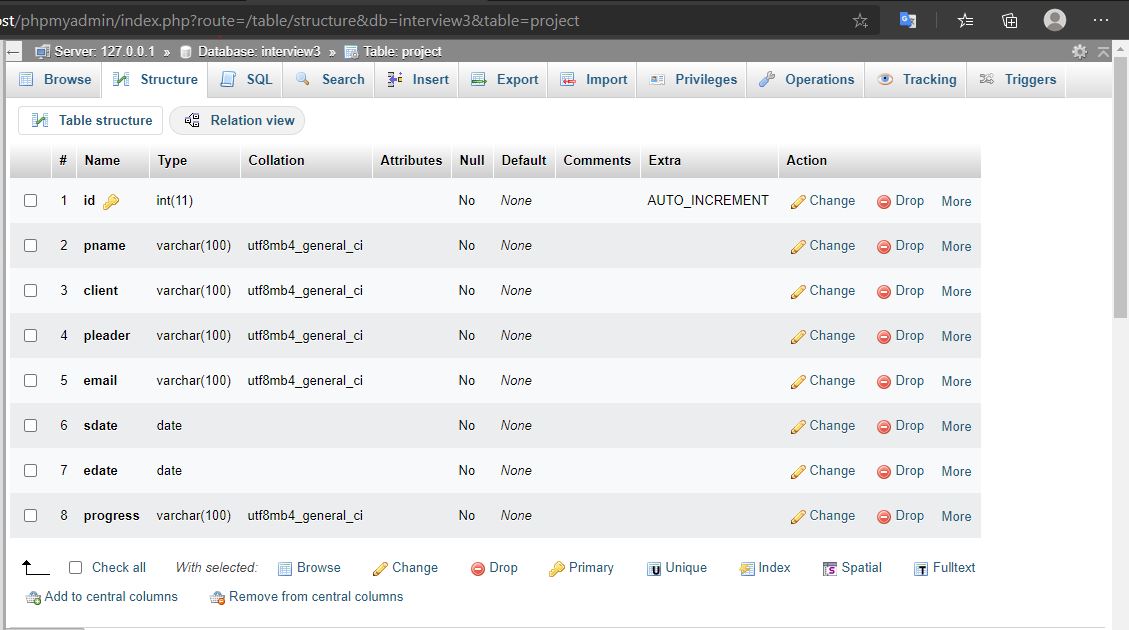 ost/phpmyadmin/index.php?route=/table/structure&db=interview3&table=project
Server: 127.0.0.1 » Database: interview3 » Table: project
Browse Structure SQL Search Insert Export Import Privileges Operations Tracking Triggers
Table structure Relation view
# Name Type Collation Attributes Null Default Comments Extra Action
1 id int(11) No None AUTO_INCREMENT Change Drop More
2 pname varchar(100) utf8mb4_general_ci No None Change Drop More
3 client varchar(100) utf8mb4_general_ci No None Change Drop More
4 pleader varchar(100) utf8mb4_general_ci No None Change Drop More
5 email varchar(100) utf8mb4_general_ci No None Change Drop More
6 sdate date No None Change Drop More
7 edate date No None Change Drop More
8 progress varchar(100) utf8mb4_general_ci No None Change Drop More
Check all With selected: Browse Change Drop Primary Unique Index Spatial Fulltext
Add to central columns Remove from central columns